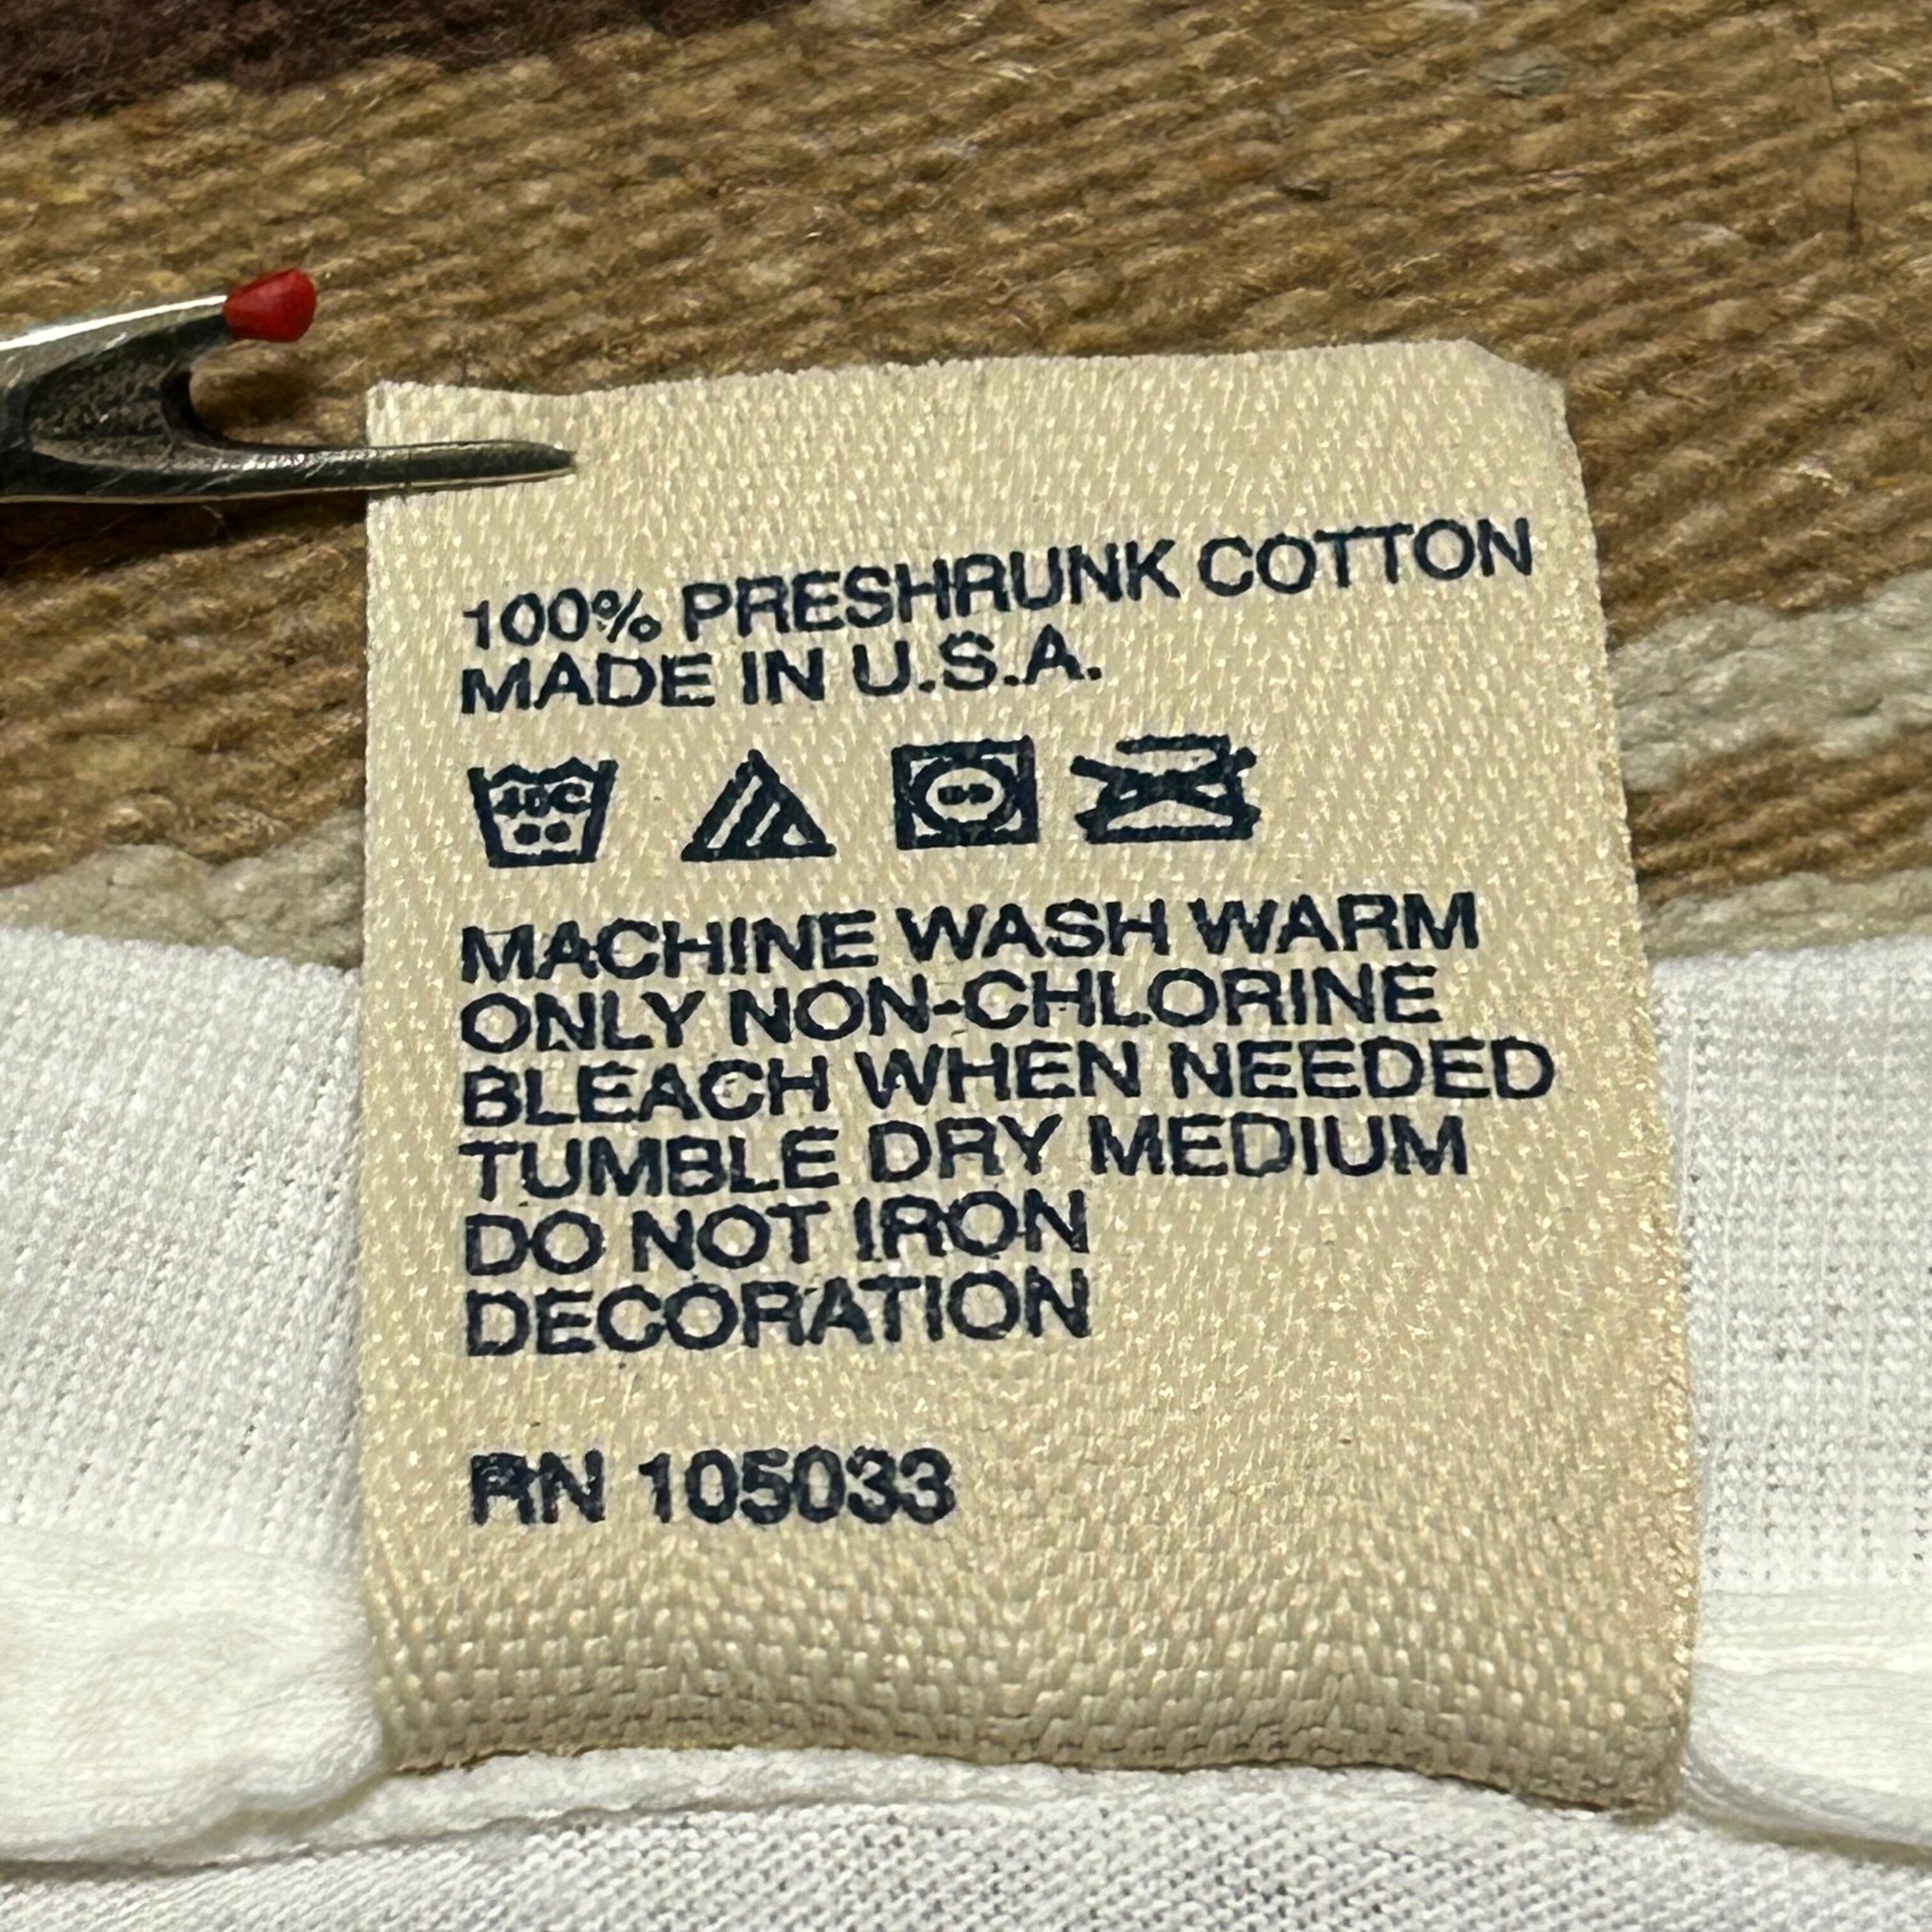 100% PRESHRUNK COTTON
MADE IN U.S.A.
40C
MACHINE WASH WARM
ONLY NON-CHLORINE
BLEACH WHEN NEEDED
TUMBLE DRY MEDIUM
DO NOT IRON
DECORATION
RN 105033